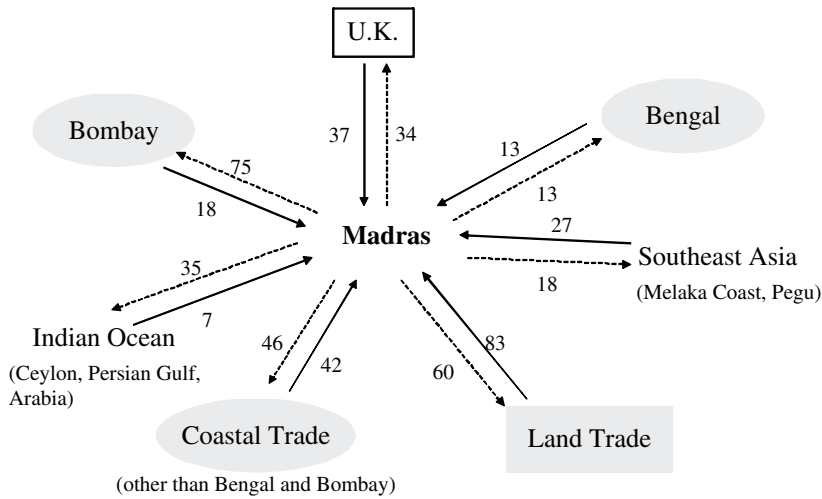 U.K.
Bombay
Bengal
37
34
13
13
75
18
Madras
27
18
Southeast Asia
(Melaka Coast, Pegu)
35
7
Indian Ocean
(Ceylon, Persian Gulf,
Arabia)
46
42
83
60
Coastal Trade
(other than Bengal and Bombay)
Land Trade